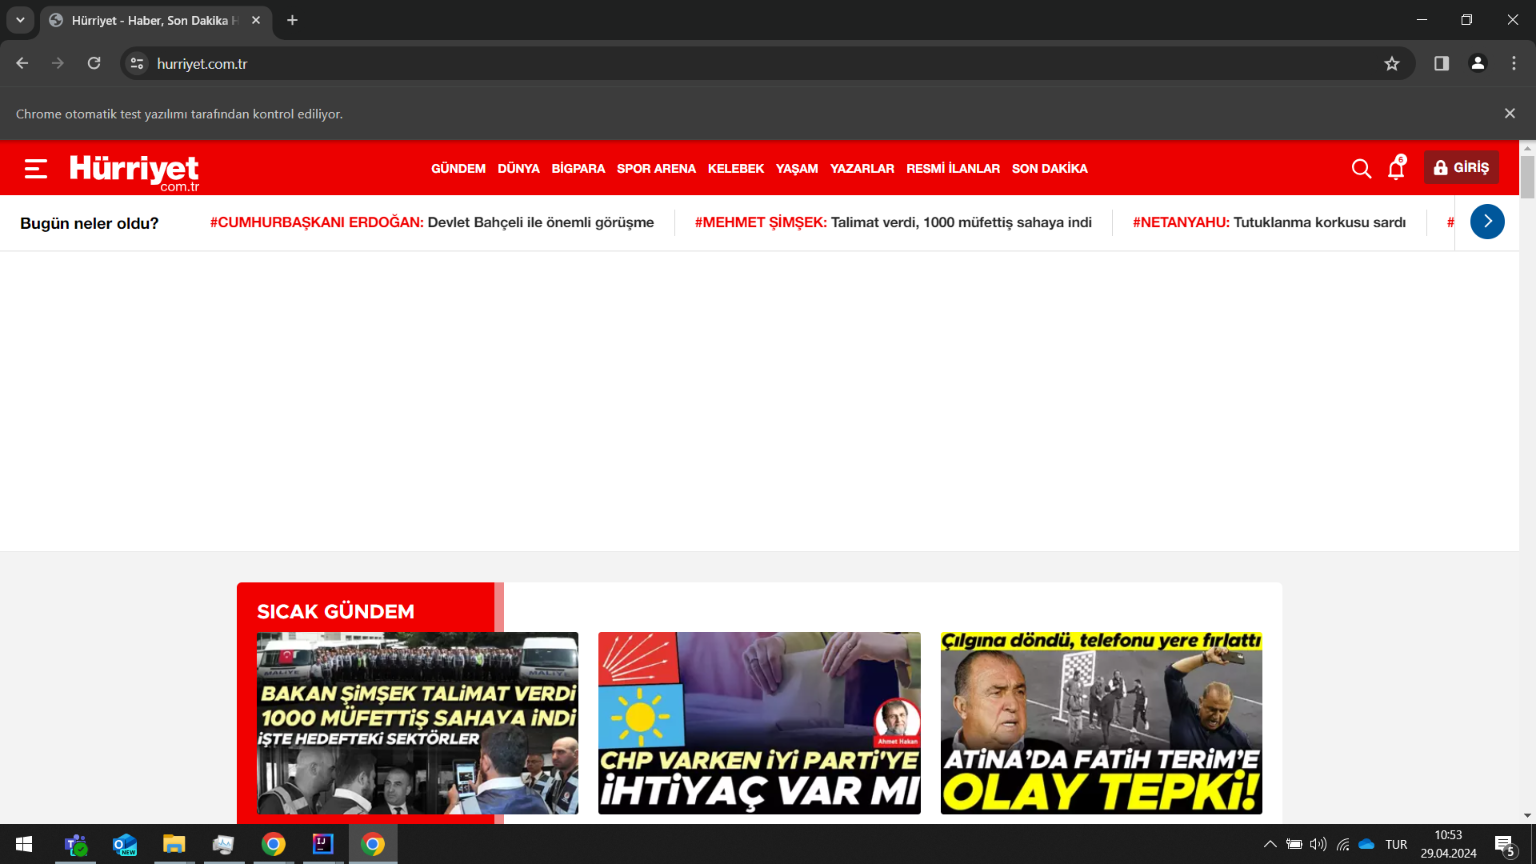 Hürriyet - Haber, Son Dakika H
hurriyet.com.tr
Chrome otomatik test yazılımı tarafından kontrol ediliyor.
Hürriyet
com.tr
GÜNDEM DÜNYA BİGPARA SPOR ARENA KELEBEK YAŞAM YAZARLAR RESMİ İLANLAR SON DAKİKA
6
GİRİŞ
Bugün neler oldu?
#CUMHURBAŞKANI ERDOĞAN: Devlet Bahçeli ile önemli görüşme
#MEHMET ŞİMŞEK: Talimat verdi, 1000 müfettiş sahaya indi
#NETANYAHU: Tutuklanma korkusu sardı
#
SICAK GÜNDEM
MALİYE
MALİYE
BAKAN ŞİMŞEK TALİMAT VERDİ
1000 MÜFETTİŞ SAHAYA İNDİ
İŞTE HEDEFTEKİ SEKTÖRLER
Ahmet Hakan
CHP VARKEN İYİ PARTİ'YE
İHTİYAÇ VAR MI
Çılgına döndü, telefonu yere fırlattı
ATİNA'DA FATİH TERİM'E
OLAY TEPKİ!
NEW
TUR
10:53
29.04.2024
5